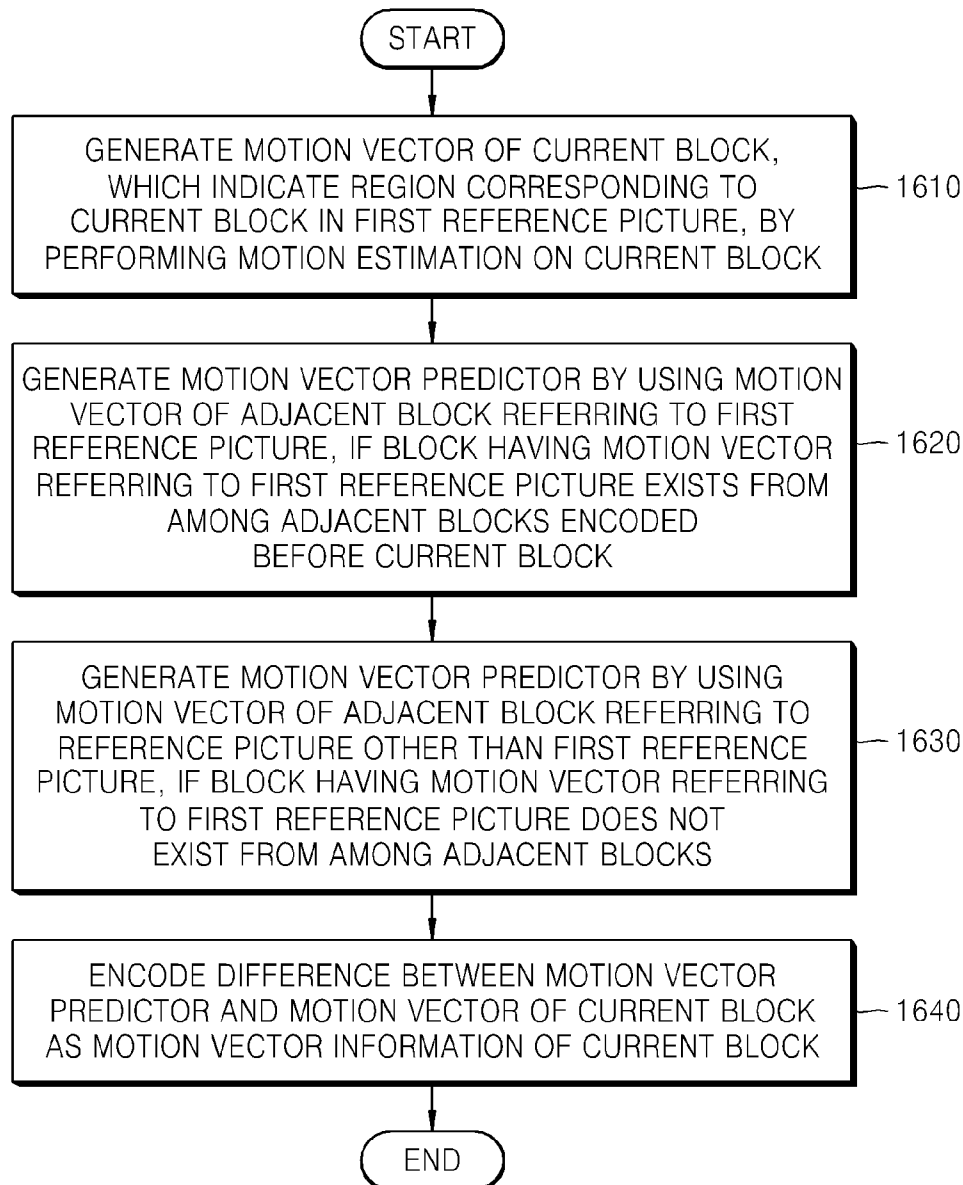 START
GENERATE MOTION VECTOR OF CURRENT BLOCK,
WHICH INDICATE REGION CORRESPONDING TO
CURRENT BLOCK IN FIRST REFERENCE PICTURE, BY
PERFORMING MOTION ESTIMATION ON CURRENT BLOCK
1610
GENERATE MOTION VECTOR PREDICTOR BY USING MOTION
VECTOR OF ADJACENT BLOCK REFERRING TO FIRST
REFERENCE PICTURE, IF BLOCK HAVING MOTION VECTOR
REFERRING TO FIRST REFERENCE PICTURE EXISTS FROM
AMONG ADJACENT BLOCKS ENCODED
BEFORE CURRENT BLOCK
1620
GENERATE MOTION VECTOR PREDICTOR BY USING
MOTION VECTOR OF ADJACENT BLOCK REFERRING TO
REFERENCE PICTURE OTHER THAN FIRST REFERENCE
PICTURE, IF BLOCK HAVING MOTION VECTOR REFERRING
TO FIRST REFERENCE PICTURE DOES NOT
EXIST FROM AMONG ADJACENT BLOCKS
1630
ENCODE DIFFERENCE BETWEEN MOTION VECTOR
PREDICTOR AND MOTION VECTOR OF CURRENT BLOCK
AS MOTION VECTOR INFORMATION OF CURRENT BLOCK
1640
END